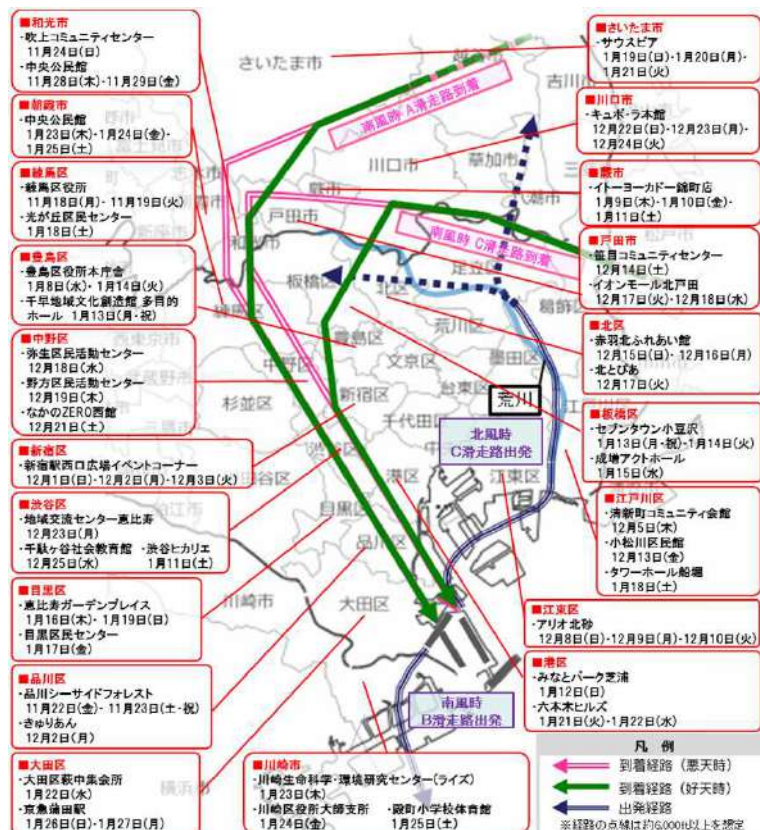 ■和光市
・吹上コミュニティセンター
11月24日(日)
・中央公民館
11月28日(木)・11月29日(金)
■朝霞市
・中央公民館
1月23日(木)・1月24日(金)・
1月25日(土)
■練馬区
・練馬区役所
11月18日(月)・11月19日(火)
・光が丘区民センター
1月18日(土)
■豊島区
・豊島区役所本庁舎
1月8日(水)・1月14日(火)
・千早地域文化創造館 多目的
ホール 1月13日(月・祝)
■中野区
・弥生区民活動センター
12月18日(水)
・野方区民活動センター
12月19日(木)
・なかのZERO西館
12月21日(土)
■新宿区
・新宿駅西口広場イベントコーナー
12月1日(日)・12月2日(月)・12月3日(火)
■渋谷区
・地域交流センター恵比寿
12月23日(月)
・千駄ヶ谷社会教育館 ・渋谷ヒカリエ
12月25日(水) 1月11日(土)
■目黒区
・恵比寿ガーデンプレイス
1月16日(木)・1月19日(日)
・目黒区民センター
1月17日(金)
■品川区
・品川シーサイドフォレスト
11月22日(金)・11月23日(土・祝)
・きゅりあん
12月2日(月)
■大田区
・大田区萩中集会所
1月22日(水)
・京急蒲田駅
1月26日(日)・1月27日(月)
さいたま市
越谷市
吉川市
南風時 A滑走路到着
川口市
草加市
八潮市
蕨市
戸田市
和光市
南風時 C滑走路到着
松戸市
板橋区
北区
足立区
葛飾区
練馬区
豊島区
荒川区
文京区
墨田区
中野区
杉並区
新宿区
台東区
荒川
千代田区
北風時
C滑走路出発
渋谷区
港区
江東区
目黒区
品川区
川崎市
大田区
南風時
B滑走路出発
横浜市
■さいたま市
・サウスピア
1月19日(日)・1月20日(月)・
1月21日(火)
■川口市
・キュポ・ラ本館
12月22日(日)・12月23日(月)・
12月24日(火)
■蕨市
・イトーヨーカドー錦町店
1月9日(木)・1月10日(金)・
1月11日(土)
■戸田市
・笹目コミュニティセンター
12月14日(土)
・イオンモール北戸田
12月17日(火)・12月18日(水)
■北区
・赤羽北ふれあい館
12月15日(日)・12月16日(月)
・北とぴあ
12月17日(火)
■板橋区
・セブンタウン小豆沢
1月13日(月・祝)・1月14日(火)
・成増アクトホール
1月15日(水)
■江戸川区
・清新町コミュニティ会館
12月5日(木)
・小松川区民館
12月13日(金)
・タワーホール船堀
1月18日(土)
■江東区
・アリオ北砂
12月8日(日)・12月9日(月)・12月10日(火)
■港区
・みなとパーク芝浦
1月12日(日)
・六本木ヒルズ
1月21日(火)・1月22日(水)
■川崎市
・川崎生命科学・環境研究センター(ライズ)
1月23日(木)
・川崎区役所大師支所 ・殿町小学校体育館
1月24日(金) 1月25日(土)
凡 例
到着経路(悪天時)
到着経路(好天時)
出発経路
※経路の点線は約6,000ft以上を想定